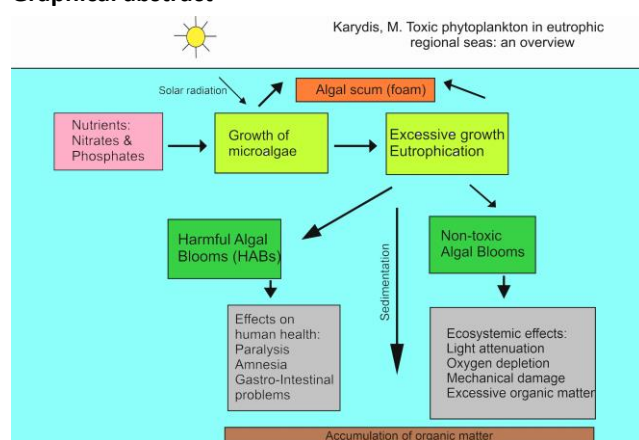 Graphical abstract
Karydis, M. Toxic phytoplankton in eutrophic
regional seas: an overview
Solar radiation
Algal scum (foam)
Nutrients:
Nitrates &
Phosphates
Growth of
microalgae
Excessive growth
Eutrophication
Harmful Algal
Blooms (HABs)
Sedimentation
Non-toxic
Algal Blooms
Effects on
human health:
Paralysis
Amnesia
Gastro-Intestinal
problems
Ecosystemic effects:
Light attenuation
Oxygen depletion
Mechanical damage
Excessive organic matter
Accumulation of organic matter